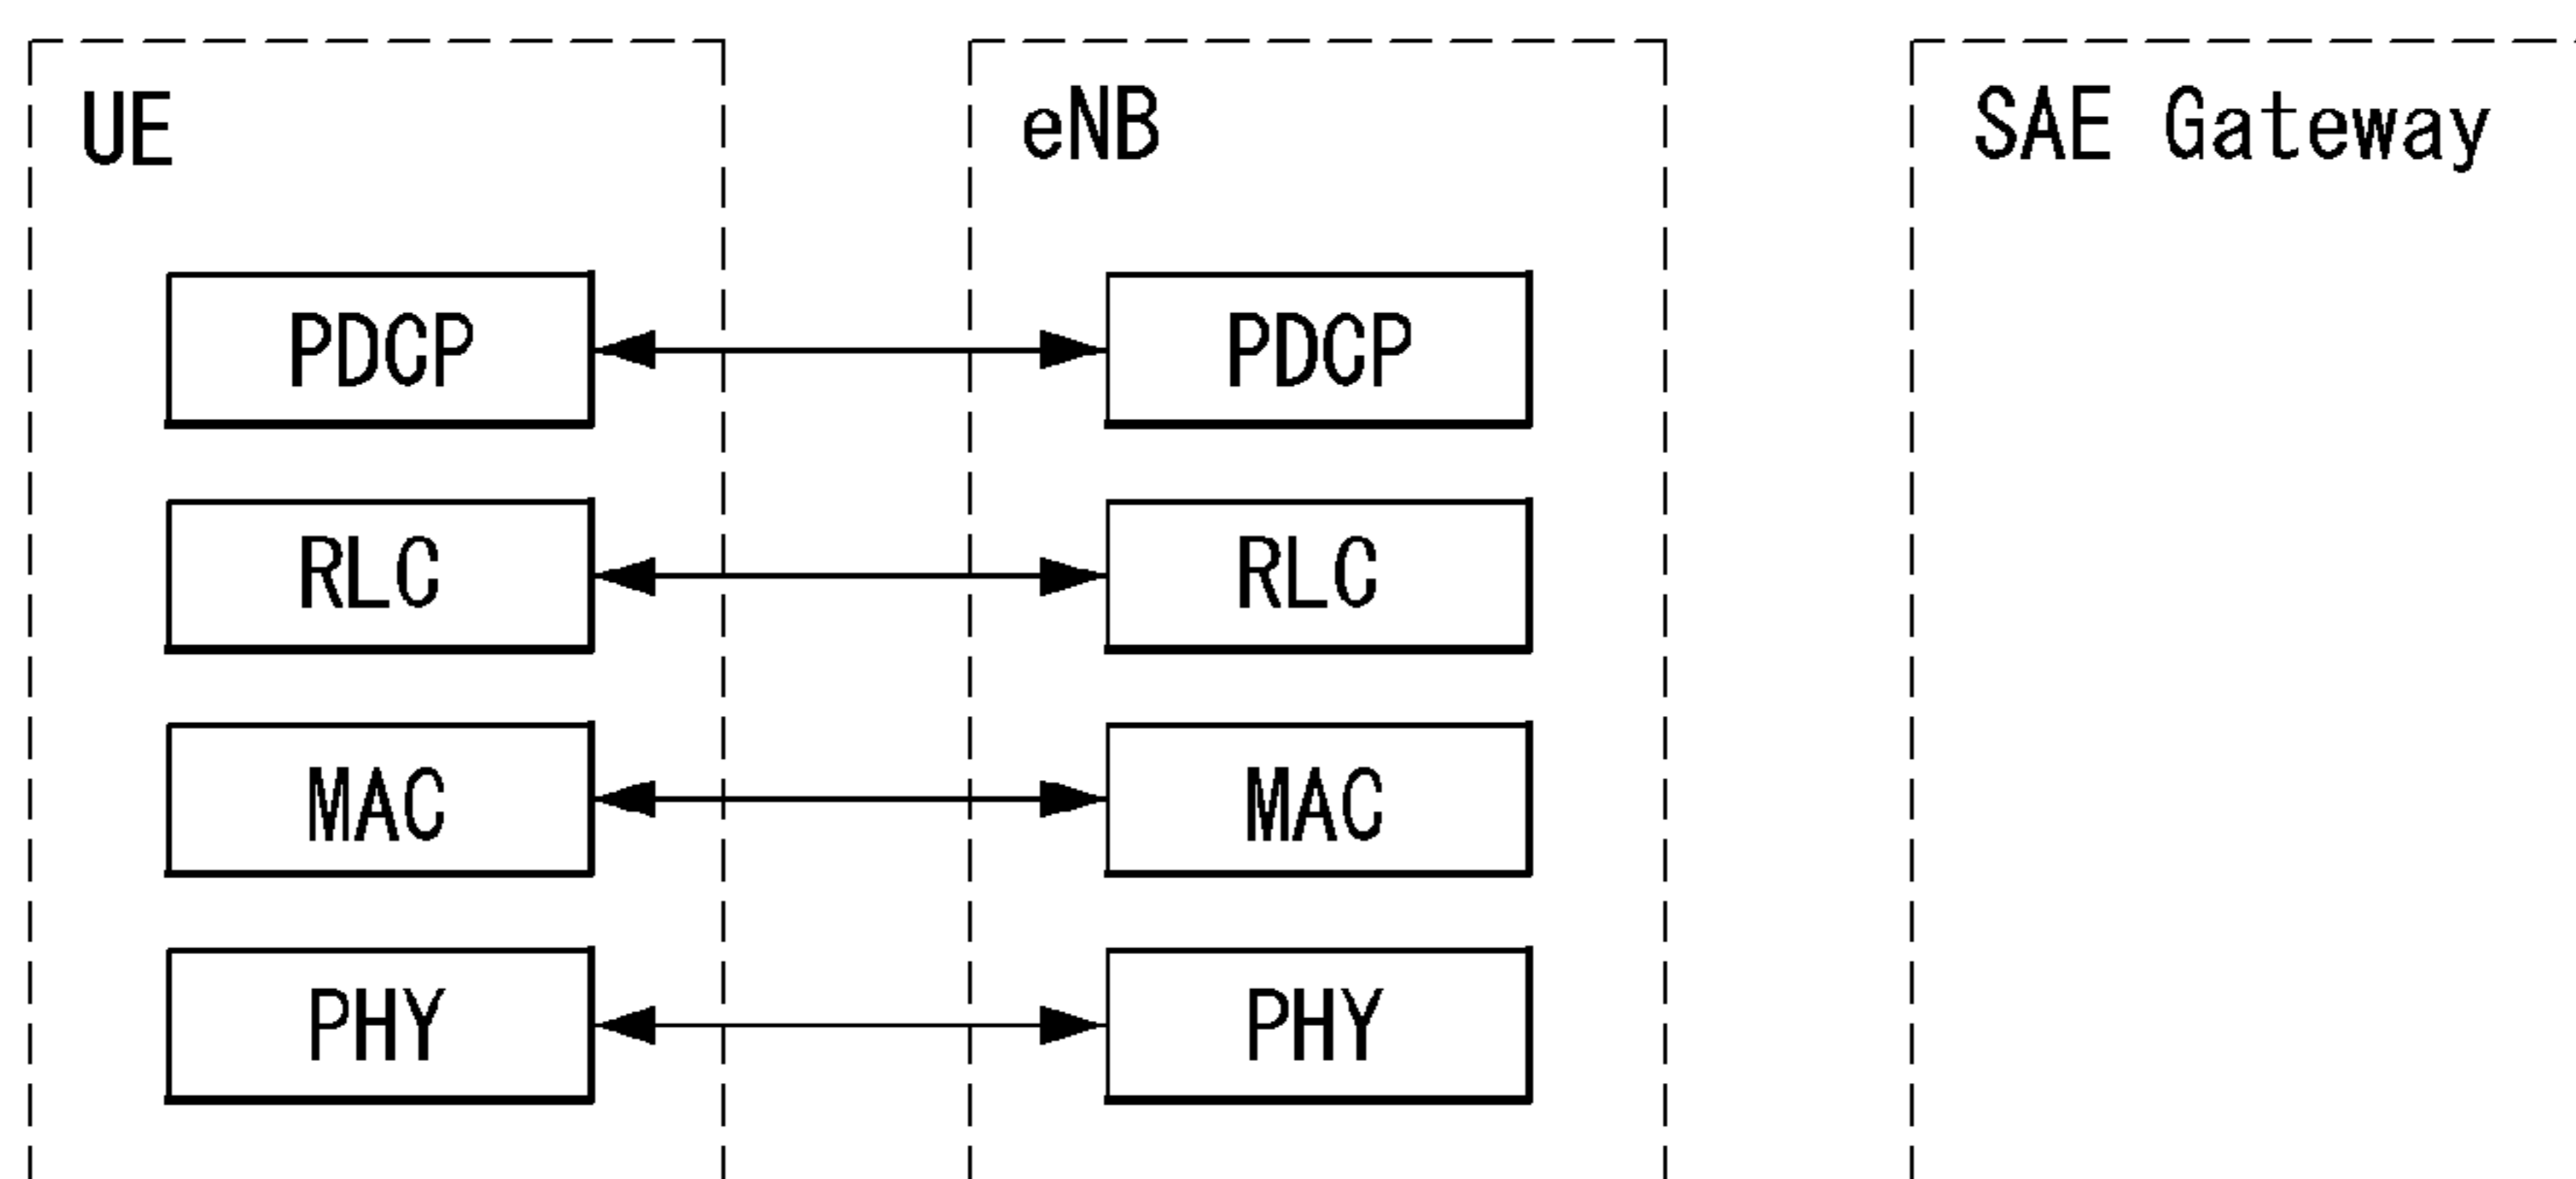 UE
eNB
SAE Gateway
PDCP
PDCP
RLC
RLC
MAC
MAC
PHY
PHY